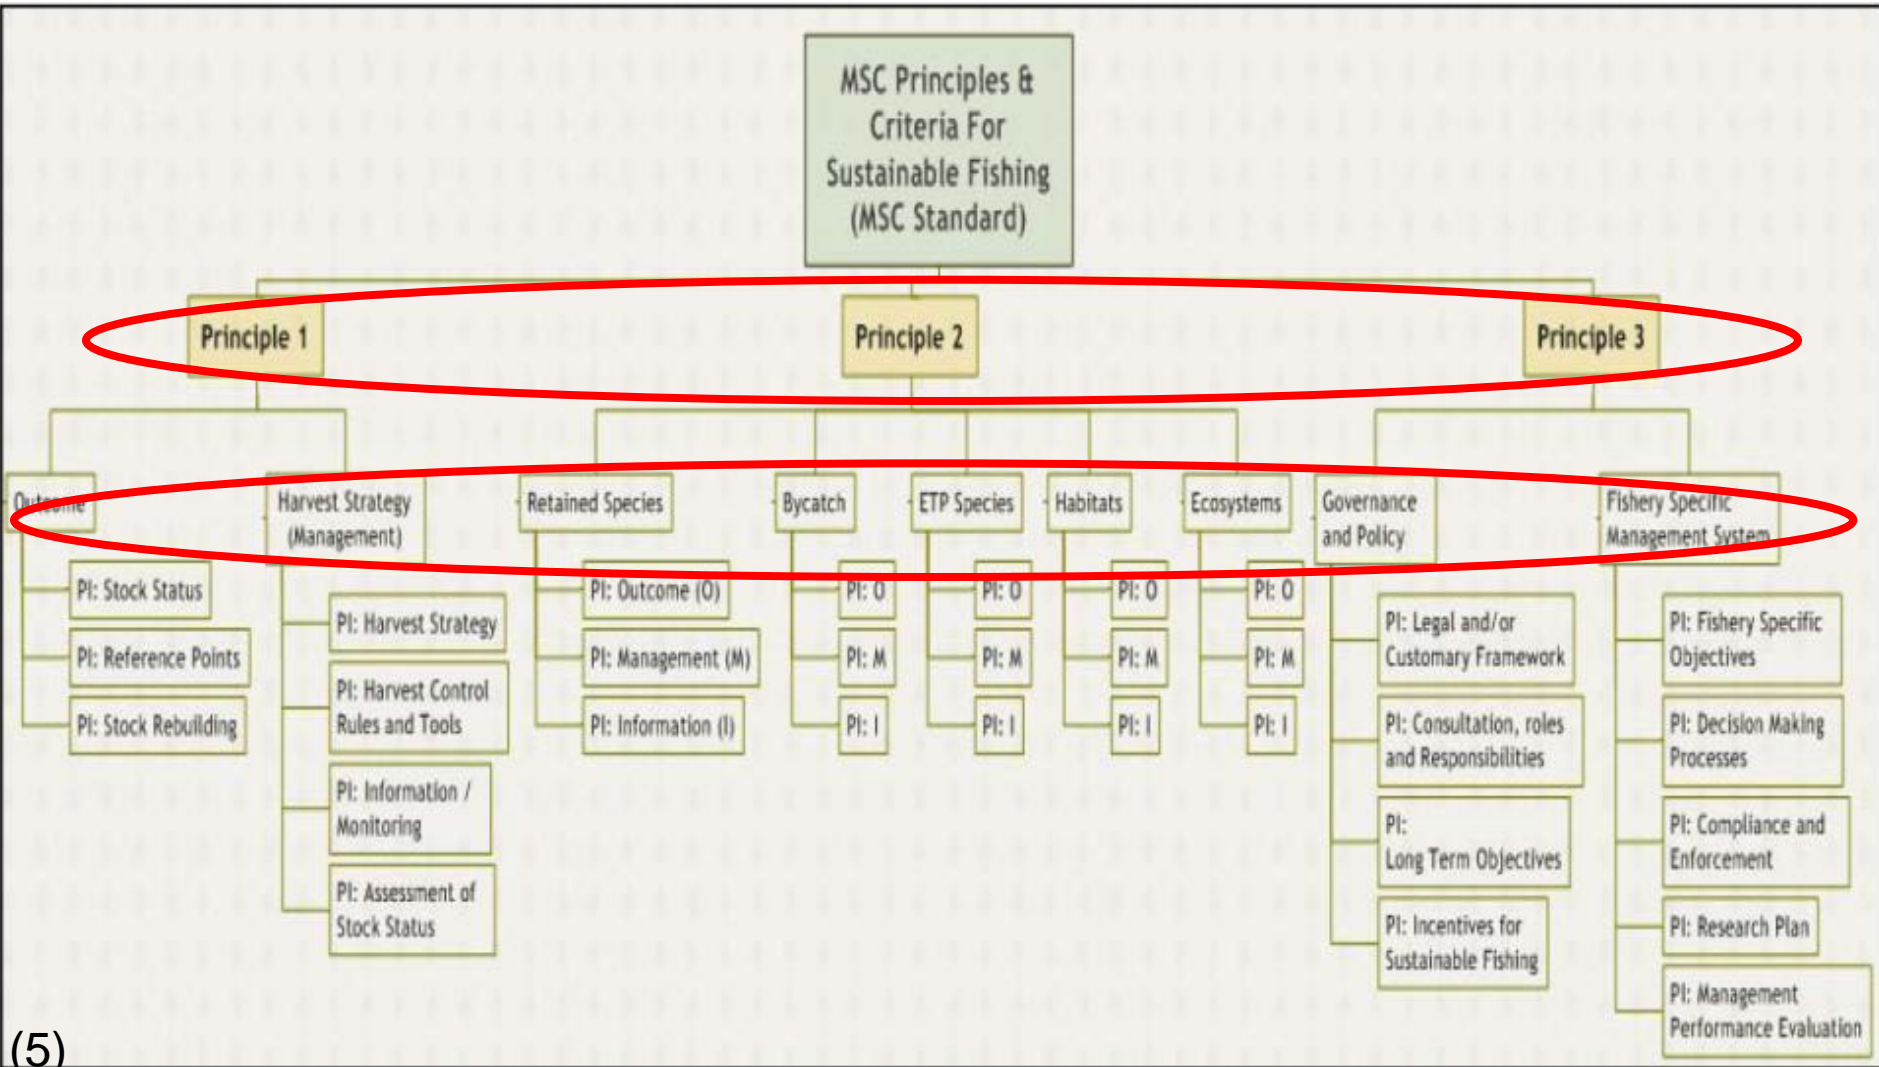 MSC Principles &
Criteria For
Sustainable Fishing
(MSC Standard)
Principle 1
Principle 2
Principle 3
Outcome
Harvest Strategy
(Management)
Retained Species
Bycatch
ETP Species
Habitats
Ecosystems
Governance
and Policy
Fishery Specific
Management System
PI: Stock Status
PI: Reference Points
PI: Stock Rebuilding
PI: Harvest Strategy
PI: Harvest Control
Rules and Tools
PI: Information /
Monitoring
PI: Assessment of
Stock Status
PI: Outcome (O)
PI: Management (M)
PI: Information (I)
PI: O
PI: M
PI: I
PI: O
PI: M
PI: I
PI: O
PI: M
PI: I
PI: O
PI: M
PI: I
PI: Legal and/or
Customary Framework
PI: Consultation, roles
and Responsibilities
PI:
Long Term Objectives
PI: Incentives for
Sustainable Fishing
PI: Fishery Specific
Objectives
PI: Decision Making
Processes
PI: Compliance and
Enforcement
PI: Research Plan
PI: Management
Performance Evaluation
(5)